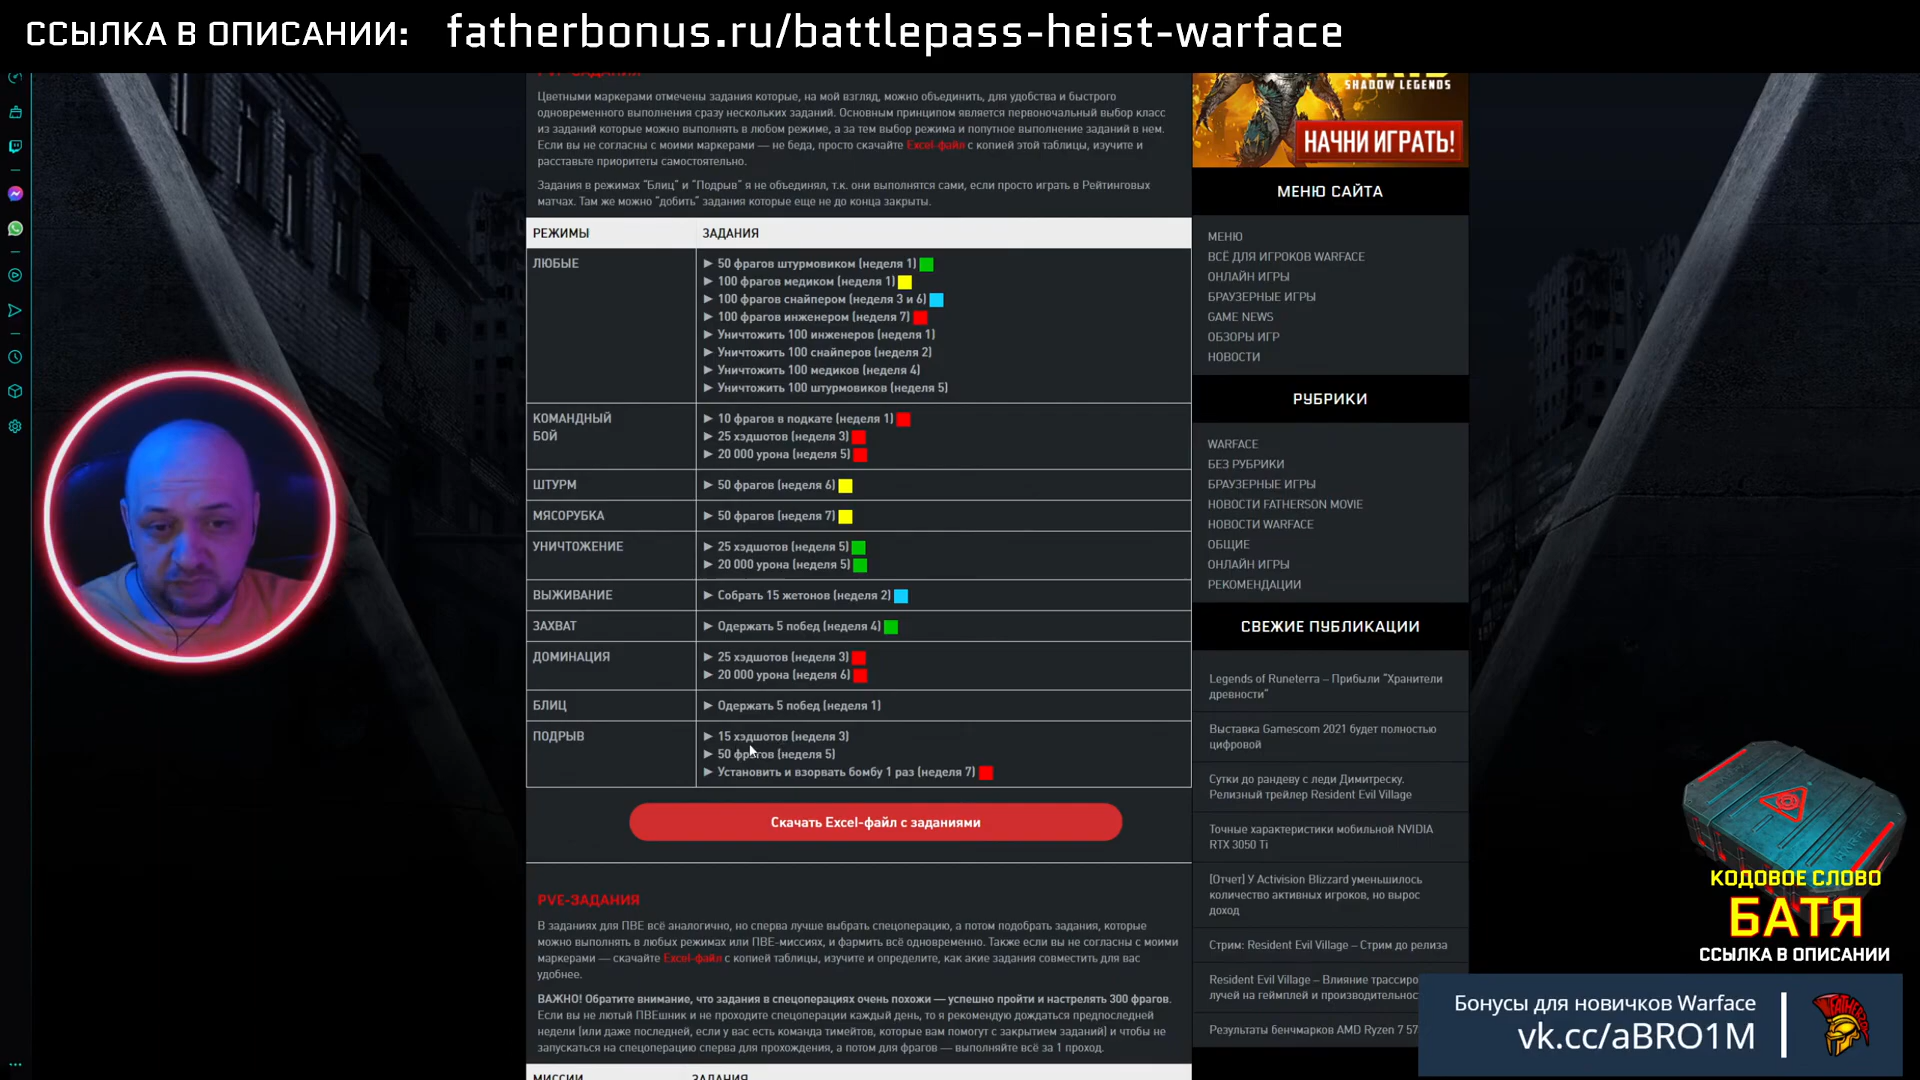 ССЫЛКА В ОПИСАНИИ: fatherbonus.ru/battlepass-heist-warface
PVP-ЗАДАНИЯ
Цветными маркерами отмечены задания которые, на мой взгляд, можно объединить, для удобства и быстрого
одновременного выполнения сразу нескольких заданий. Основным принципом является первоночальный выбор класс
из заданий которые можно выполнять в любом режиме, а за тем выбор режима и попутное выполнение заданий в нем.
Если вы не согласны с моими маркерами — не беда, просто скачайте Excel-файл с копией этой таблицы, изучите и
расставьте приоритеты самостоятельно.
Задания в режимах "Блиц" и "Подрыв" я не объединял, т.к. они выполнятся сами, если просто играть в Рейтинговых
матчах. Там же можно "добить" задания которые еще не до конца закрыты.
РЕЖИМЫ ЗАДАНИЯ
ЛЮБЫЕ
► 50 фрагов штурмовиком (неделя 1)
► 100 фрагов медиком (неделя 1)
► 100 фрагов снайпером (неделя 3 и 6)
► 100 фрагов инженером (неделя 7)
► Уничтожить 100 инженеров (неделя 1)
► Уничтожить 100 снайперов (неделя 2)
► Уничтожить 100 медиков (неделя 4)
► Уничтожить 100 штурмовиков (неделя 5)
КОМАНДНЫЙ
БОЙ
► 10 фрагов в подкате (неделя 1)
► 25 хэдшотов (неделя 3)
► 20 000 урона (неделя 5)
ШТУРМ
► 50 фрагов (неделя 6)
МЯСОРУБКА
► 50 фрагов (неделя 7)
УНИЧТОЖЕНИЕ
► 25 хэдшотов (неделя 5)
► 20 000 урона (неделя 5)
ВЫЖИВАНИЕ
► Собрать 15 жетонов (неделя 2)
ЗАХВАТ
► Одержать 5 побед (неделя 4)
ДОМИНАЦИЯ
► 25 хэдшотов (неделя 3)
► 20 000 урона (неделя 6)
БЛИЦ
► Одержать 5 побед (неделя 1)
ПОДРЫВ
► 15 хэдшотов (неделя 3)
► 50 фрагов (неделя 5)
► Установить и взорвать бомбу 1 раз (неделя 7)
Скачать Excel-файл с заданиями
PVE-ЗАДАНИЯ
В заданиях для ПВЕ всё аналогично, но сперва лучше выбрать спецоперацию, а потом подобрать задания, которые
можно выполнять в любых режимах или ПВЕ-миссиях, и фармить всё одновременно. Также если вы не согласны с моими
маркерами — скачайте Excel-файл с копией таблицы, изучите и определите, как акие задания совместить для вас
удобнее.
ВАЖНО! Обратите внимание, что задания в спецоперациях очень похожи — успешно пройти и настрелять 300 фрагов.
Если вы не лютый ПВЕшник и не проходите спецоперации каждый день, то я рекомендую дождаться предпоследней
недели (или даже последней, если у вас есть команда тимейтов, которые вам помогут с закрытием заданий) и чтобы не
запускаться на спецоперацию сперва для прохождения, а потом для фрагов — выполняйте всё за 1 проход.
МИССИИ ЗАДАНИЯ
SHADOW LEGENDS
НАЧНИ ИГРАТЬ!
МЕНЮ САЙТА
МЕНЮ
ВСЁ ДЛЯ ИГРОКОВ WARFACE
ОНЛАЙН ИГРЫ
БРАУЗЕРНЫЕ ИГРЫ
GAME NEWS
ОБЗОРЫ ИГР
НОВОСТИ
РУБРИКИ
WARFACE
БЕЗ РУБРИКИ
БРАУЗЕРНЫЕ ИГРЫ
НОВОСТИ FATHERSON MOVIE
НОВОСТИ WARFACE
ОБЩИЕ
ОНЛАЙН ИГРЫ
РЕКОМЕНДАЦИИ
СВЕЖИЕ ПУБЛИКАЦИИ
Legends of Runeterra – Прибыли "Хранители
древности"
Выставка Gamescom 2021 будет полностью
цифровой
Сутки до рандеву с леди Димитреску.
Релизный трейлер Resident Evil Village
Точные характеристики мобильной NVIDIA
RTX 3050 Ti
[Отчет] У Activision Blizzard уменьшилось
количество активных игроков, но вырос
доход
Стрим: Resident Evil Village – Стрим до релиза
Resident Evil Village – Влияние трассиро
лучей на геймплей и производительнос
Результаты бенчмарков AMD Ryzen 7 57
КОДОВОЕ СЛОВО
БАТЯ
ССЫЛКА В ОПИСАНИИ
Бонусы для новичков Warface
vk.cc/aBRO1M